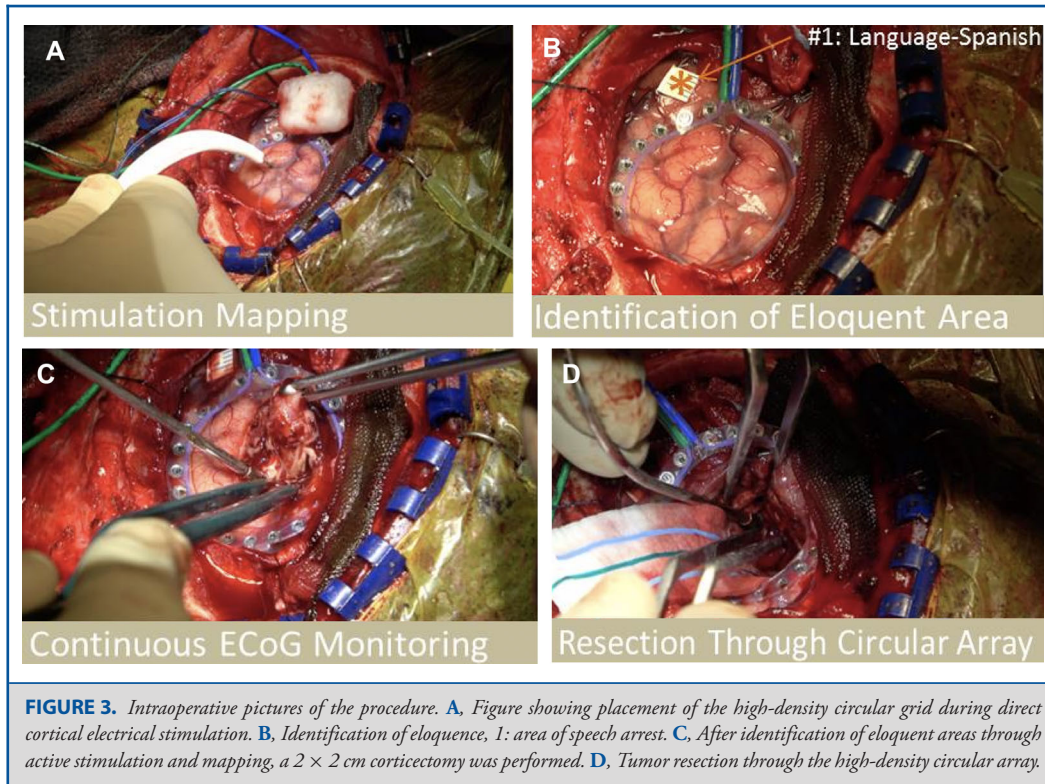 A
B
#1: Language-Spanish
Stimulation Mapping
Identification of Eloquent Area
C
D
Continuous ECoG Monitoring
Resection Through Circular Array
FIGURE 3. Intraoperative pictures of the procedure. A, Figure showing placement of the high-density circular grid during direct
cortical electrical stimulation. B, Identification of eloquence, 1: area of speech arrest. C, After identification of eloquent areas through
active stimulation and mapping, a 2 × 2 cm corticectomy was performed. D, Tumor resection through the high-density circular array.